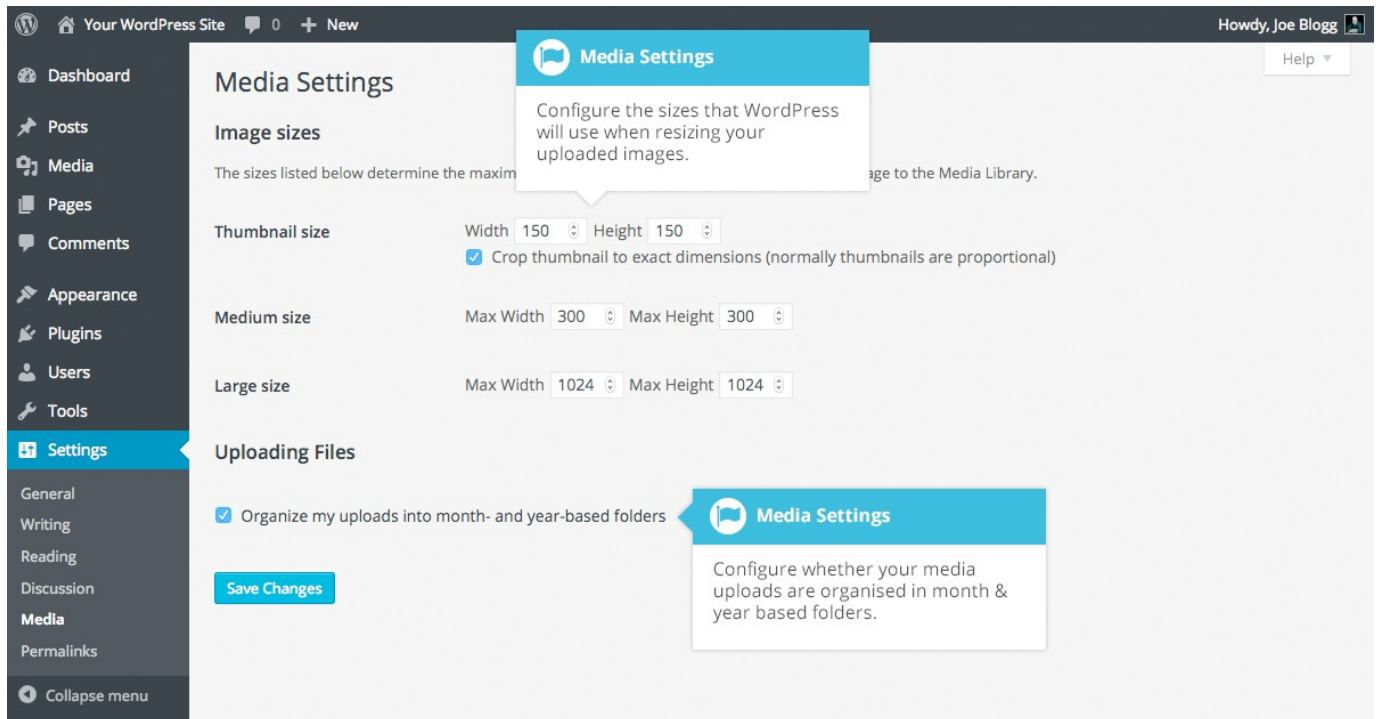 Your WordPress Site 0 + New Howdy, Joe Blogg
Help
Dashboard
Posts
Media
Pages
Comments
Appearance
Plugins
Users
Tools
Settings
General
Writing
Reading
Discussion
Media
Permalinks
Collapse menu
Media Settings
Media Settings
Configure the sizes that WordPress
will use when resizing your
uploaded images.
Image sizes
The sizes listed below determine the to the Media Library.
Thumbnail size Width 150 Height 150
Crop thumbnail to exact dimensions (normally thumbnails are proportional)
Medium size Max Width 300 Max Height 300
Large size Max Width 1024 Max Height 1024
Uploading Files
Organize my uploads into month- and year-based folders
Media Settings
Configure whether your media
uploads are organised in month &
year based folders.
Save Changes